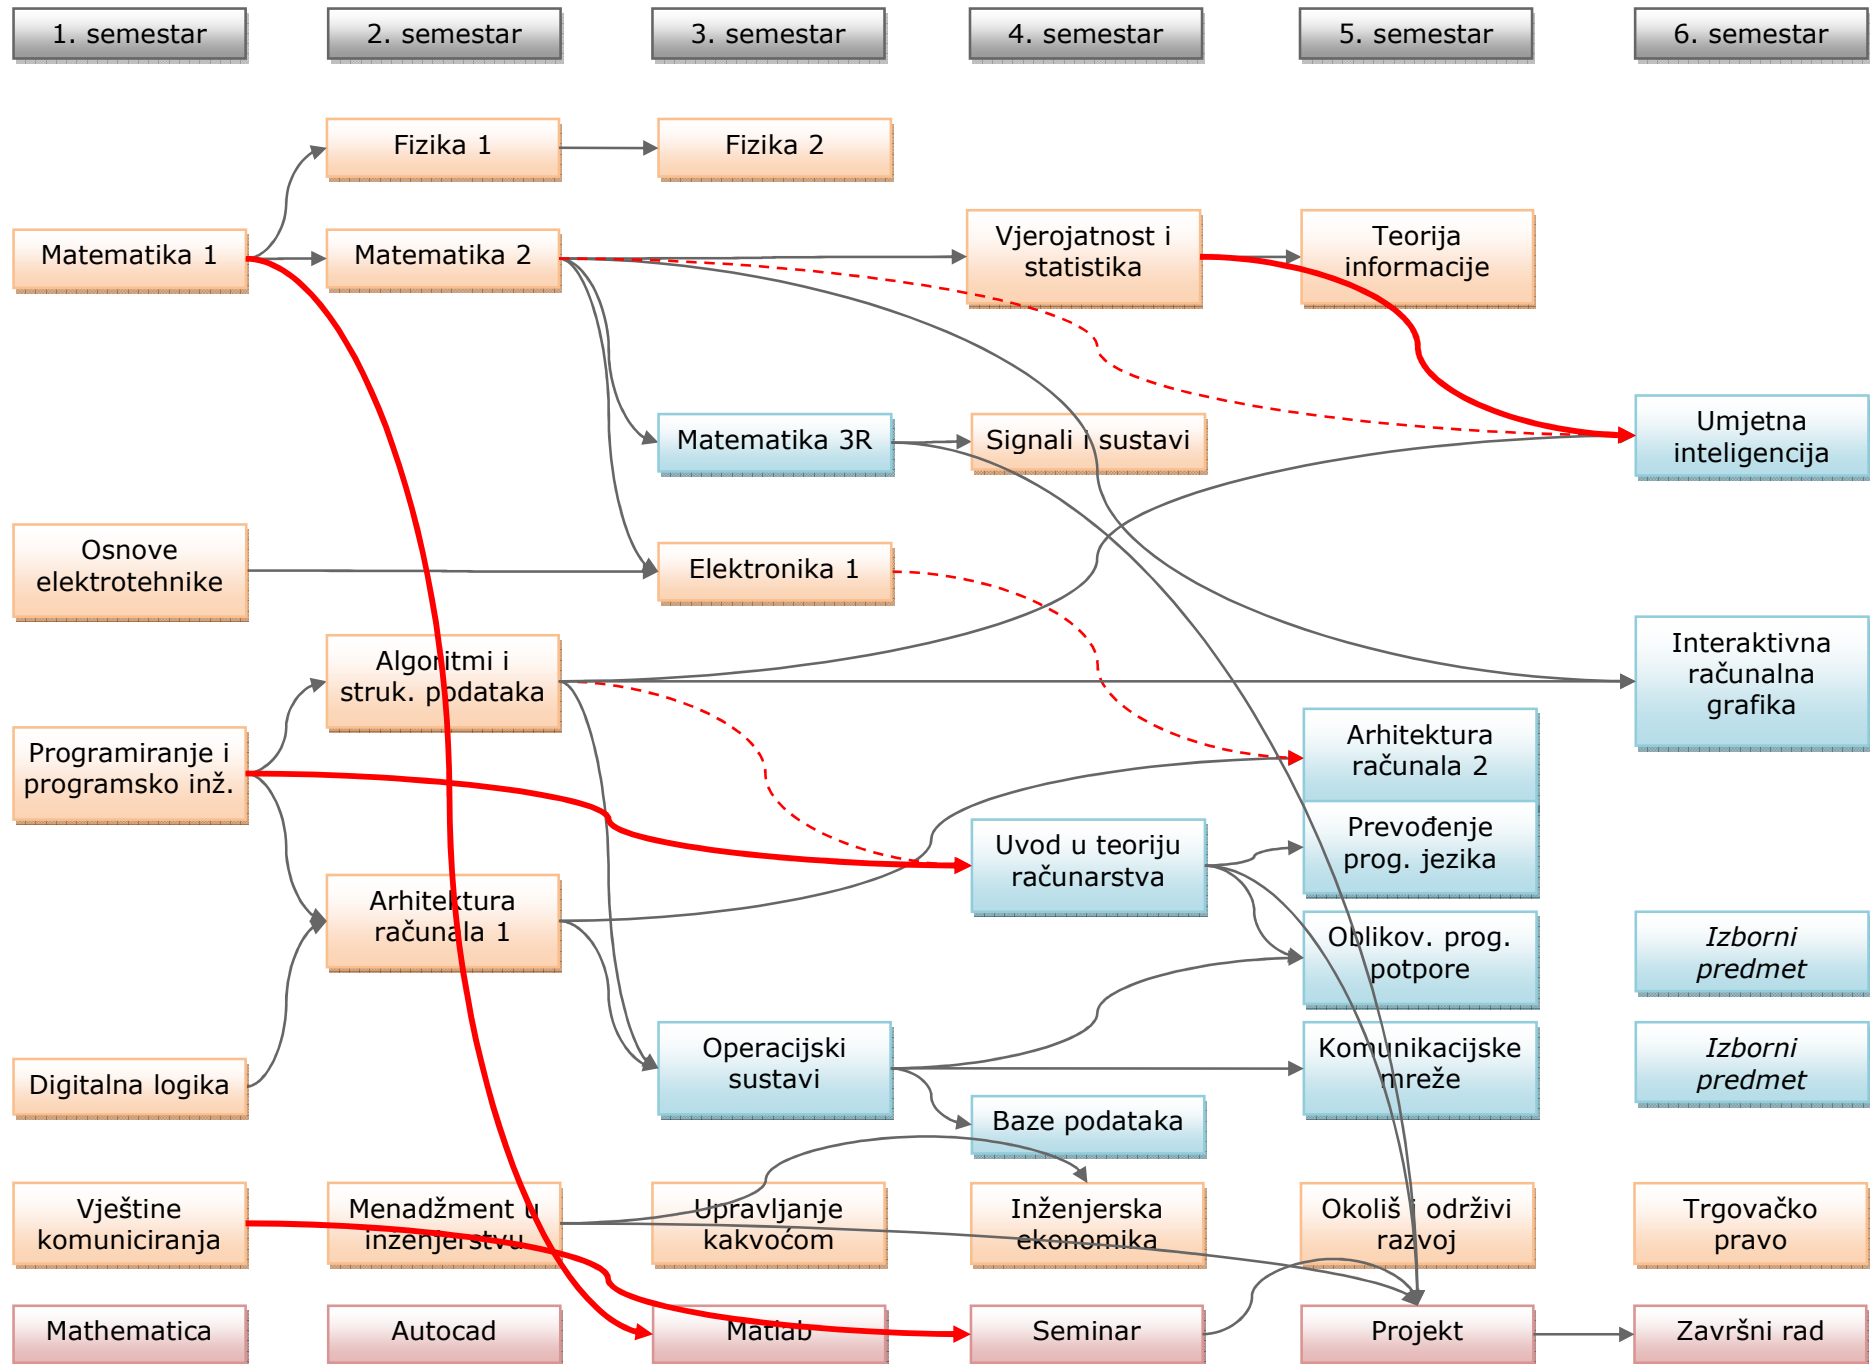 1. semestar
2. semestar
3. semestar
4. semestar
5. semestar
6. semestar
Fizika 1
Fizika 2
Matematika 1
Matematika 2
Vjerojatnost i
statistika
Teorija
informacije
Matematika 3R
Signali i sustavi
Umjetna
inteligencija
Osnove
elektrotehnike
Elektronika 1
Algoritmi i
struk. podataka
Interaktivna
računalna
grafika
Programiranje i
programsko inž.
Arhitektura
računala 2
Uvod u teoriju
računarstva
Prevođenje
prog. jezika
Arhitektura
računala 1
Oblikov. prog.
potpore
Izborni
predmet
Digitalna logika
Operacijski
sustavi
Komunikacijske
mreže
Izborni
predmet
Baze podataka
Vještine
komuniciranja
Menadžment u
inženjerstvu
Upravljanje
kakvoćom
Inženjerska
ekonomika
Okoliš i održivi
razvoj
Trgovačko
pravo
Mathematica
Autocad
Matlab
Seminar
Projekt
Završni rad